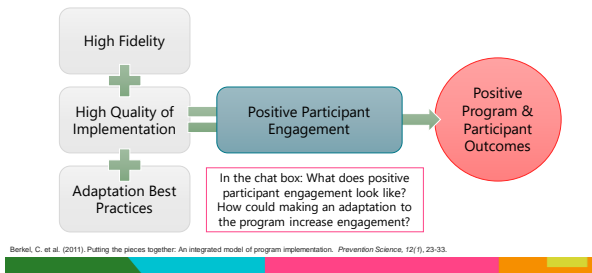 High Fidelity
High Quality of
Implementation
Adaptation Best
Practices
Positive Participant
Engagement
Positive
Program &
Participant
Outcomes
In the chat box: What does positive
participant engagement look like?
How could making an adaptation to
the program increase engagement?
Berkel, C. et al. (2011). Putting the pieces together: An integrated model of program implementation. Prevention Science, 12(1), 23-33.